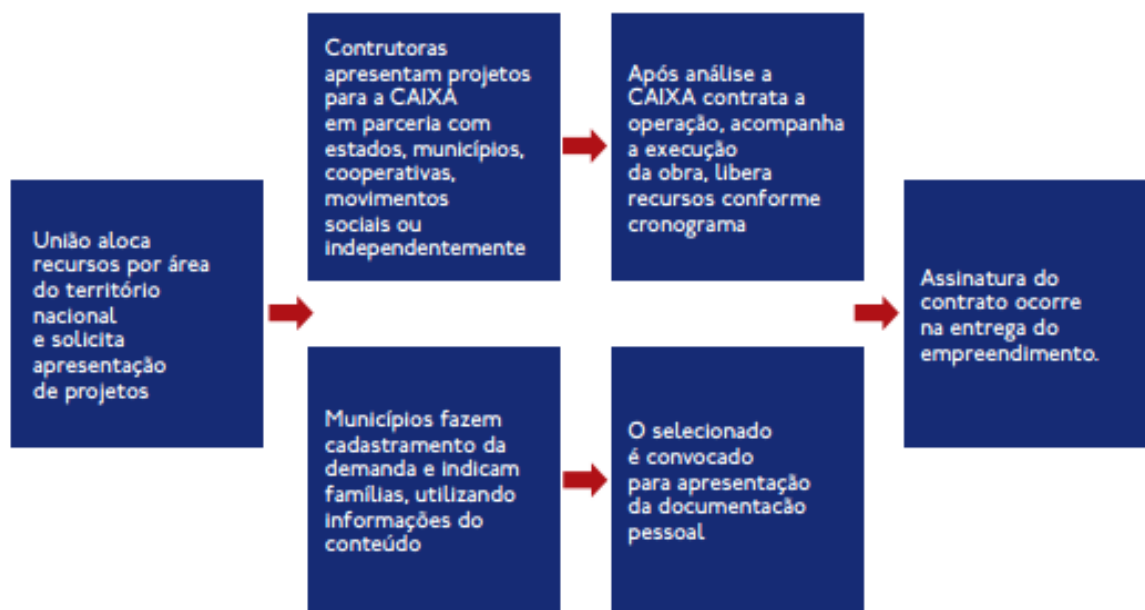 União aloca
recursos por área
do território
nacional
e solicita
apresentação
de projetos
Contrutoras
apresentam projetos
para a CAIXA
em parceria com
estados, municípios,
cooperativas,
movimentos
sociais ou
independentemente
Após análise a
CAIXA contrata a
operação, acompanha
a execução
da obra, libera
recursos conforme
cronograma
Municípios fazem
cadastramento da
demanda e indicam
famílias, utilizando
informações do
conteúdo
O selecionado
é convocado
para apresentação
da documentacão
pessoal
Assinatura do
contrato ocorre
na entrega do
empreendimento.